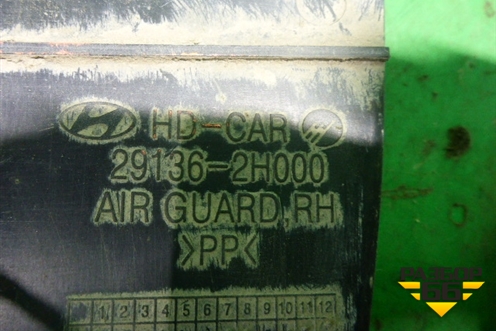 HD-CAR
29136-2H000
AIR GUARD,RH
>PP<
1 2 3 4 5 6 7 8 9 10 11 12